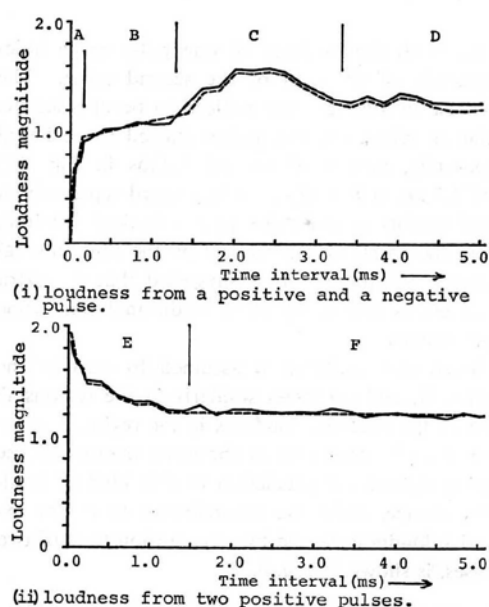 2.0
A
B
C
D
Loudness magnitude
1.0
0
0
1.0
2.0
3.0
4.0
5.0
Time interval(ms)
(i) loudness from a positive and a negative
pulse.
2.0
E
F
Loudness magnitude
1.0
0
0.0
1.0
2.0
3.0
4.0
5.0
Time interval(ms)
(ii) loudness from two positive pulses.